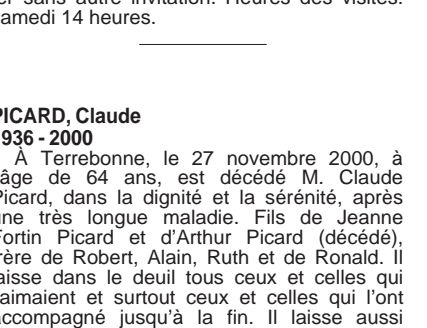 sans autre invitation. Heures des visites:
amedi 14 heures.
PICARD, Claude
1936 - 2000
À Terrebonne, le 27 novembre 2000, à
âge de 64 ans, est décédé M. Claude
Picard, dans la dignité et la sérénité, après
une très longue maladie. Fils de Jeanne
Fortin Picard et d'Arthur Picard (décédé),
rère de Robert, Alain, Ruth et de Ronald. Il
laisse dans le deuil tous ceux et celles qui
aimaient et surtout ceux et celles qui l'ont
accompagné jusqu'à la fin. Il laisse aussi